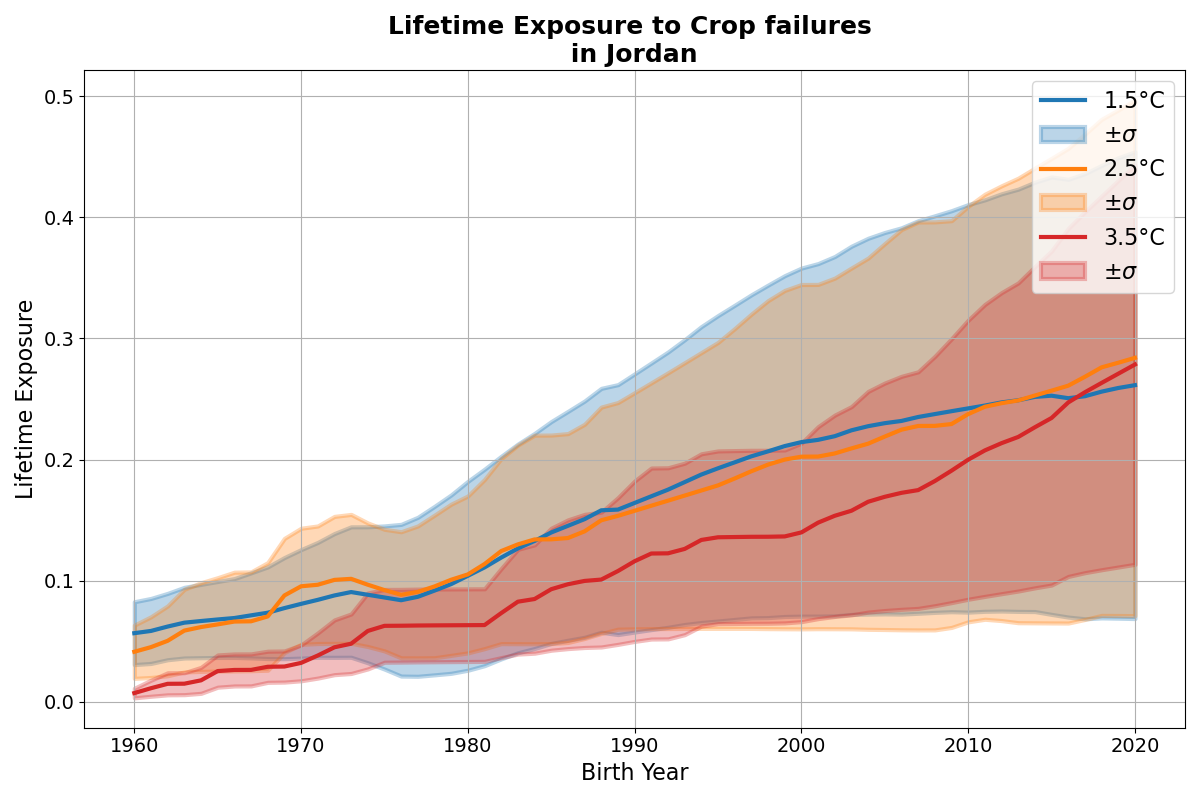 Lifetime Exposure to Crop failures
in Jordan
Lifetime Exposure
0.5
0.4
0.3
0.2
0.1
0.0
1960 1970 1980 1990 2000 2010 2020
Birth Year
1.5°C
±σ
2.5°C
±σ
3.5°C
±σ